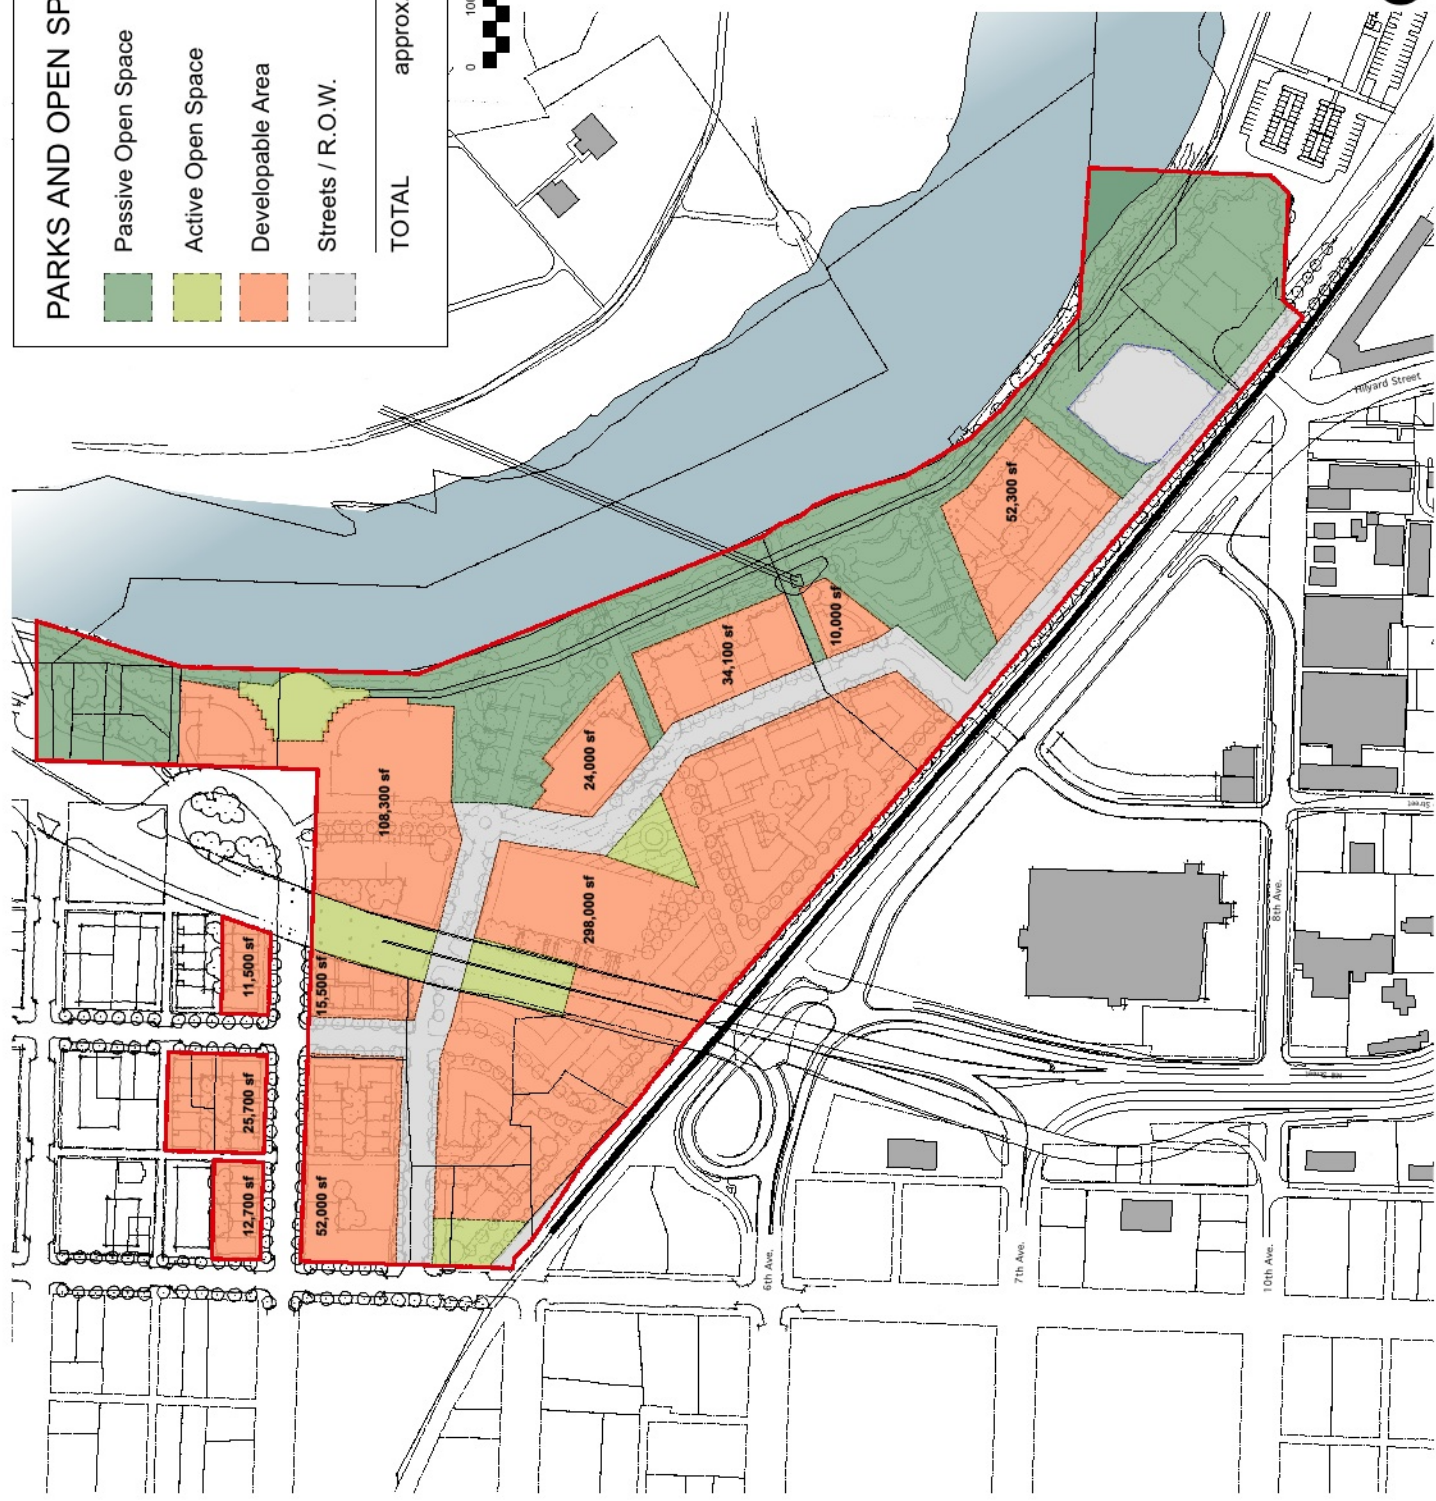 PARKS AND OPEN SP
Passive Open Space
Active Open Space
Developable Area
Streets / R.O.W.
TOTAL approx.
0 100
12,700 sf
25,700 sf
11,500 sf
52,000 sf
15,500 sf
108,300 sf
298,000 sf
24,000 sf
34,100 sf
10,000 sf
52,300 sf
6th Ave.
7th Ave.
10th Ave.
8th Ave.
Mill Street
Hilyard Street